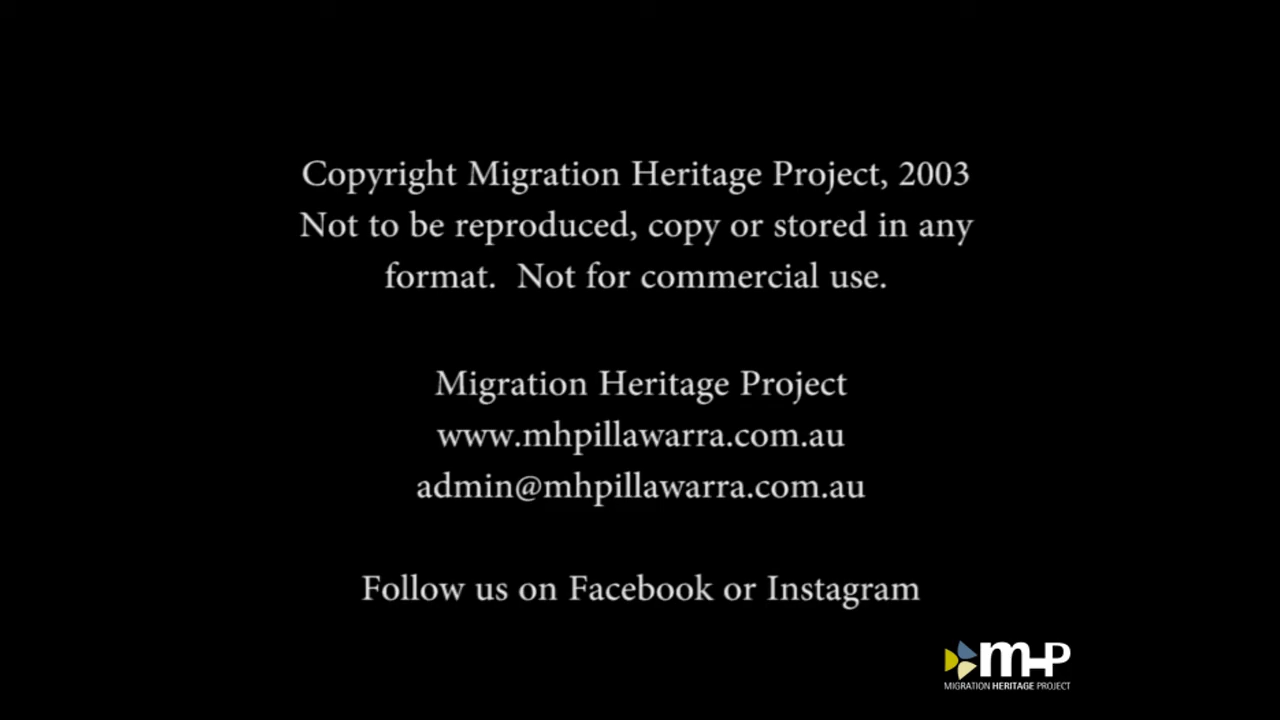 Copyright Migration Heritage Project, 2003
Not to be reproduced, copy or stored in any
format.  Not for commercial use.
Migration Heritage Project
www.mhpillawarra.com.au
admin@mhpillawarra.com.au
Follow us on Facebook or Instagram
mHP
MIGRATION HERITAGE PROJECT